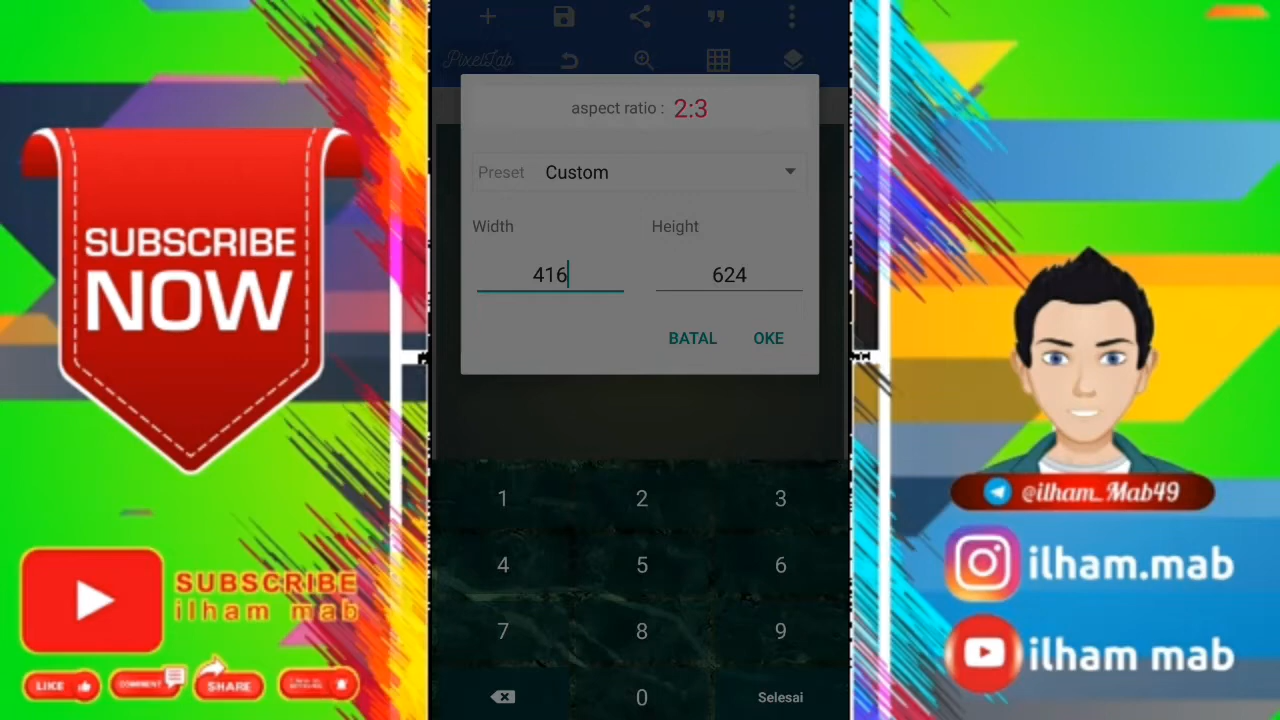 SUBSCRIBE
NOW
SUBSCRIBE
ilham mab
LIKE
COMMENT
SHARE
PixelLab
aspect ratio : 2:3
Preset Custom
Width Height
416 624
BATAL OKE
1 2 3
4 5 6
7 8 9
0 Selesai
@ilham_Mab49
ilham.mab
ilham mab